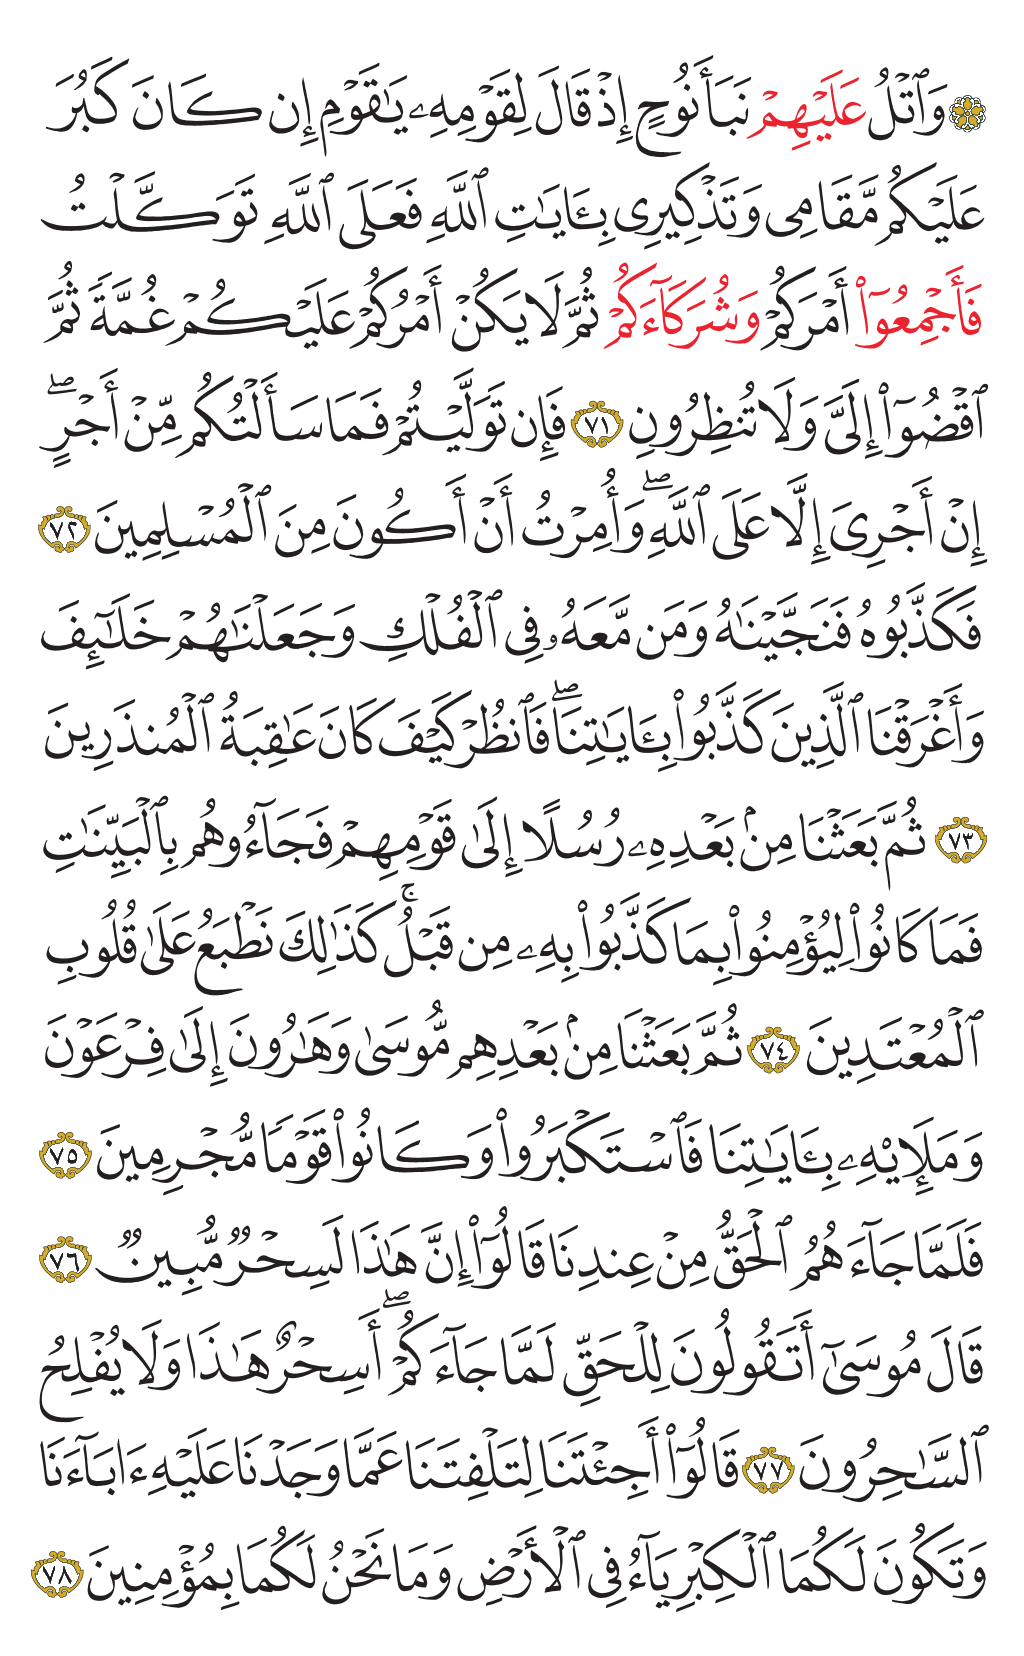 ۞ وَٱتۡلُ عَلَيۡهِمۡ نَبَأَ نُوحٍ إِذۡ قَالَ لِقَوۡمِهِۦ يَٰقَوۡمِ إِن كَانَ كَبُرَ
عَلَيۡكُم مَّقَامِي وَتَذۡكِيرِي بِـَٔايَٰتِ ٱللَّهِ فَعَلَى ٱللَّهِ تَوَكَّلۡتُ
فَأَجۡمِعُوٓاْ أَمۡرَكُمۡ وَشُرَكَآءَكُمۡ ثُمَّ لَا يَكُنۡ أَمۡرُكُمۡ عَلَيۡكُمۡ غُمَّةٗ ثُمَّ
ٱقۡضُوٓاْ إِلَيَّ وَلَا تُنظِرُونِ ٧١ فَإِن تَوَلَّيۡتُمۡ فَمَا سَأَلۡتُكُم مِّنۡ أَجۡرٍۖ
إِنۡ أَجۡرِيَ إِلَّا عَلَى ٱللَّهِۖ وَأُمِرۡتُ أَنۡ أَكُونَ مِنَ ٱلۡمُسۡلِمِينَ ٧٢
فَكَذَّبُوهُ فَنَجَّيۡنَٰهُ وَمَن مَّعَهُۥ فِي ٱلۡفُلۡكِ وَجَعَلۡنَٰهُمۡ خَلَٰٓئِفَ
وَأَغۡرَقۡنَا ٱلَّذِينَ كَذَّبُواْ بِـَٔايَٰتِنَاۖ فَٱنظُرۡ كَيۡفَ كَانَ عَٰقِبَةُ ٱلۡمُنذَرِينَ
٧٣ ثُمَّ بَعَثۡنَا مِنۢ بَعۡدِهِۦ رُسُلًا إِلَىٰ قَوۡمِهِمۡ فَجَآءُوهُم بِٱلۡبَيِّنَٰتِ
فَمَا كَانُواْ لِيُؤۡمِنُواْ بِمَا كَذَّبُواْ بِهِۦ مِن قَبۡلُۚ كَذَٰلِكَ نَطۡبَعُ عَلَىٰ قُلُوبِ
ٱلۡمُعۡتَدِينَ ٧٤ ثُمَّ بَعَثۡنَا مِنۢ بَعۡدِهِم مُّوسَىٰ وَهَٰرُونَ إِلَىٰ فِرۡعَوۡنَ
وَمَلَإِيْهِۦ بِـَٔايَٰتِنَا فَٱسۡتَكۡبَرُواْ وَكَانُواْ قَوۡمٗا مُّجۡرِمِينَ ٧٥
فَلَمَّا جَآءَهُمُ ٱلۡحَقُّ مِنۡ عِندِنَا قَالُوٓاْ إِنَّ هَٰذَا لَسِحۡرٞ مُّبِينٞ ٧٦
قَالَ مُوسَىٰٓ أَتَقُولُونَ لِلۡحَقِّ لَمَّا جَآءَكُمۡۖ أَسِحۡرٌ هَٰذَا وَلَا يُفۡلِحُ
ٱلسَّٰحِرُونَ ٧٧ قَالُوٓاْ أَجِئۡتَنَا لِتَلۡفِتَنَا عَمَّا وَجَدۡنَا عَلَيۡهِ ءَابَآءَنَا
وَتَكُونَ لَكُمَا ٱلۡكِبۡرِيَآءُ فِي ٱلۡأَرۡضِ وَمَا نَحۡنُ لَكُمَا بِمُؤۡمِنِينَ ٧٨